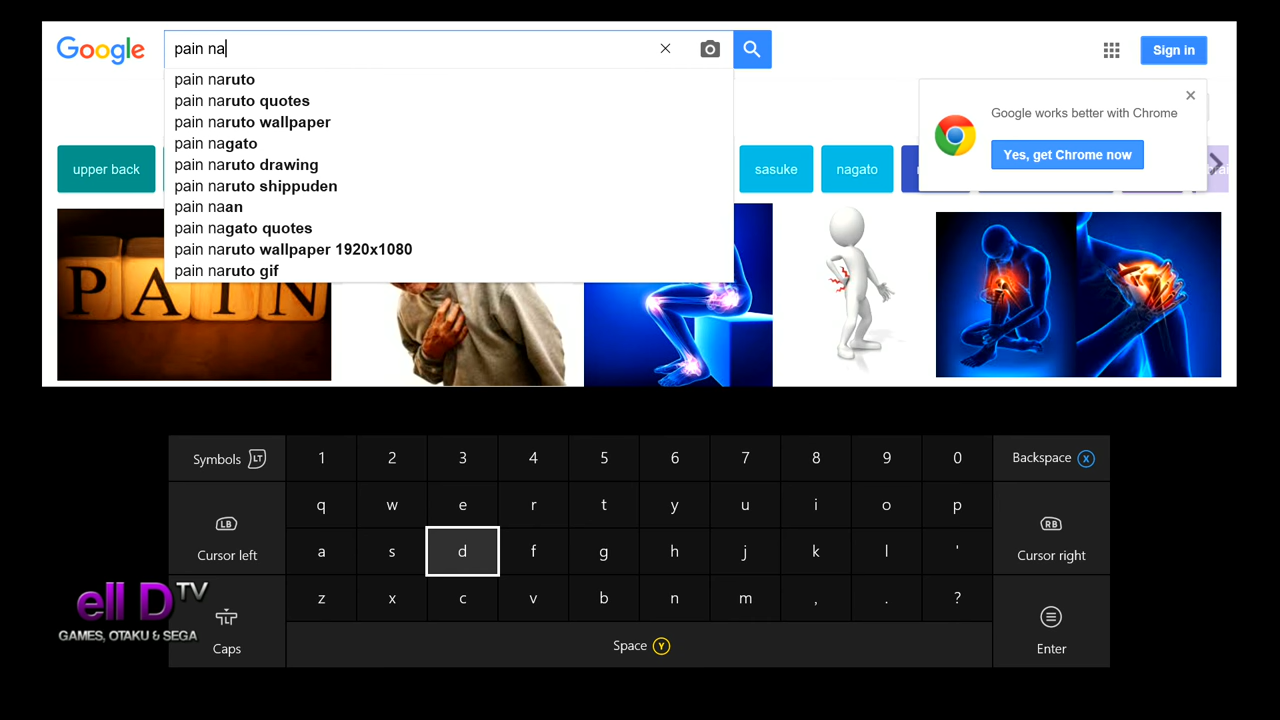 Google
pain na
Sign in
pain naruto
pain naruto quotes
pain naruto wallpaper
pain nagato
pain naruto drawing
pain naruto shippuden
pain naan
pain nagato quotes
pain naruto wallpaper 1920x1080
pain naruto gif
Google works better with Chrome
Yes, get Chrome now
upper back
sasuke
nagato
PAIN
Symbols LT
1 2 3 4 5 6 7 8 9 0
Backspace X
q w e r t y u i o p
LB
Cursor left
a s d f g h j k l '
RB
Cursor right
z x c v b n m , . ?
Caps
Space Y
Enter
ell D TV
GAMES, OTAKU & SEGA